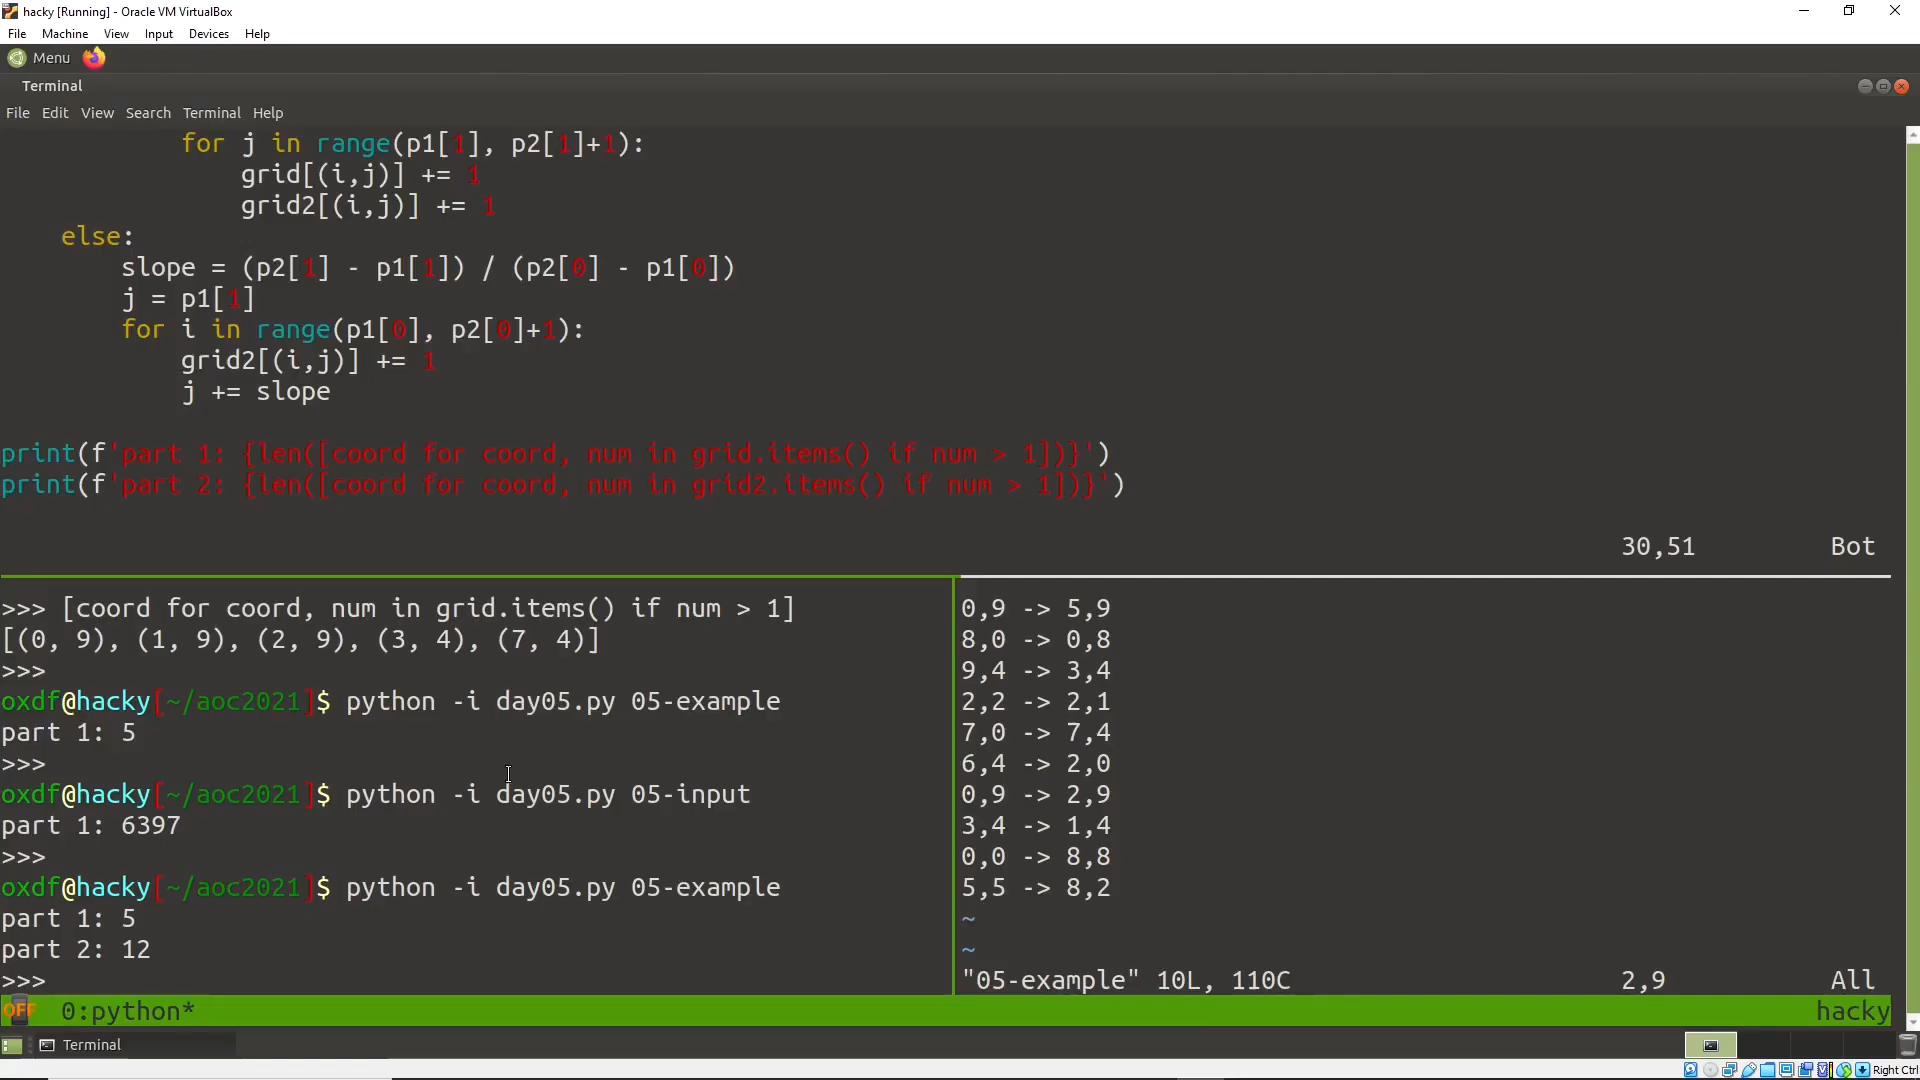 hacky [Running] - Oracle VM VirtualBox
File Machine View Input Devices Help
Menu
Terminal
File Edit View Search Terminal Help
for j in range(p1[1], p2[1]+1):
grid[(i,j)] += 1
grid2[(i,j)] += 1
else:
slope = (p2[1] - p1[1]) / (p2[0] - p1[0])
j = p1[1]
for i in range(p1[0], p2[0]+1):
grid2[(i,j)] += 1
j += slope
print(f'part 1: {len([coord for coord, num in grid.items() if num > 1])}')
print(f'part 2: {len([coord for coord, num in grid2.items() if num > 1])}')
30,51 Bot
>>> [coord for coord, num in grid.items() if num > 1]
[(0, 9), (1, 9), (2, 9), (3, 4), (7, 4)]
>>>
oxdf@hacky[~/aoc2021]$ python -i day05.py 05-example
part 1: 5
>>>
oxdf@hacky[~/aoc2021]$ python -i day05.py 05-input
part 1: 6397
>>>
oxdf@hacky[~/aoc2021]$ python -i day05.py 05-example
part 1: 5
part 2: 12
>>>
0,9 -> 5,9
8,0 -> 0,8
9,4 -> 3,4
2,2 -> 2,1
7,0 -> 7,4
6,4 -> 2,0
0,9 -> 2,9
3,4 -> 1,4
0,0 -> 8,8
5,5 -> 8,2
~
~
"05-example" 10L, 110C 2,9 All
OFF 0:python* hacky
Terminal
Right Ctrl